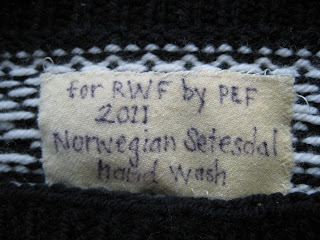 for RWF by PEF
2011
Norwegian Setesdal
hand Wash